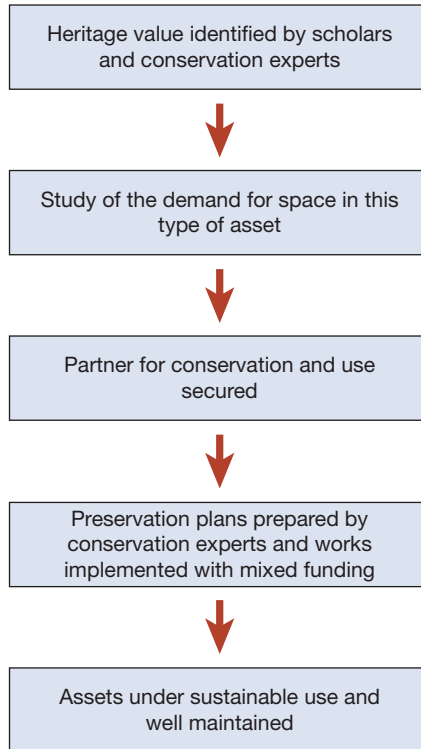 Heritage value identified by scholars
and conservation experts
Study of the demand for space in this
type of asset
Partner for conservation and use
secured
Preservation plans prepared by
conservation experts and works
implemented with mixed funding
Assets under sustainable use and
well maintained